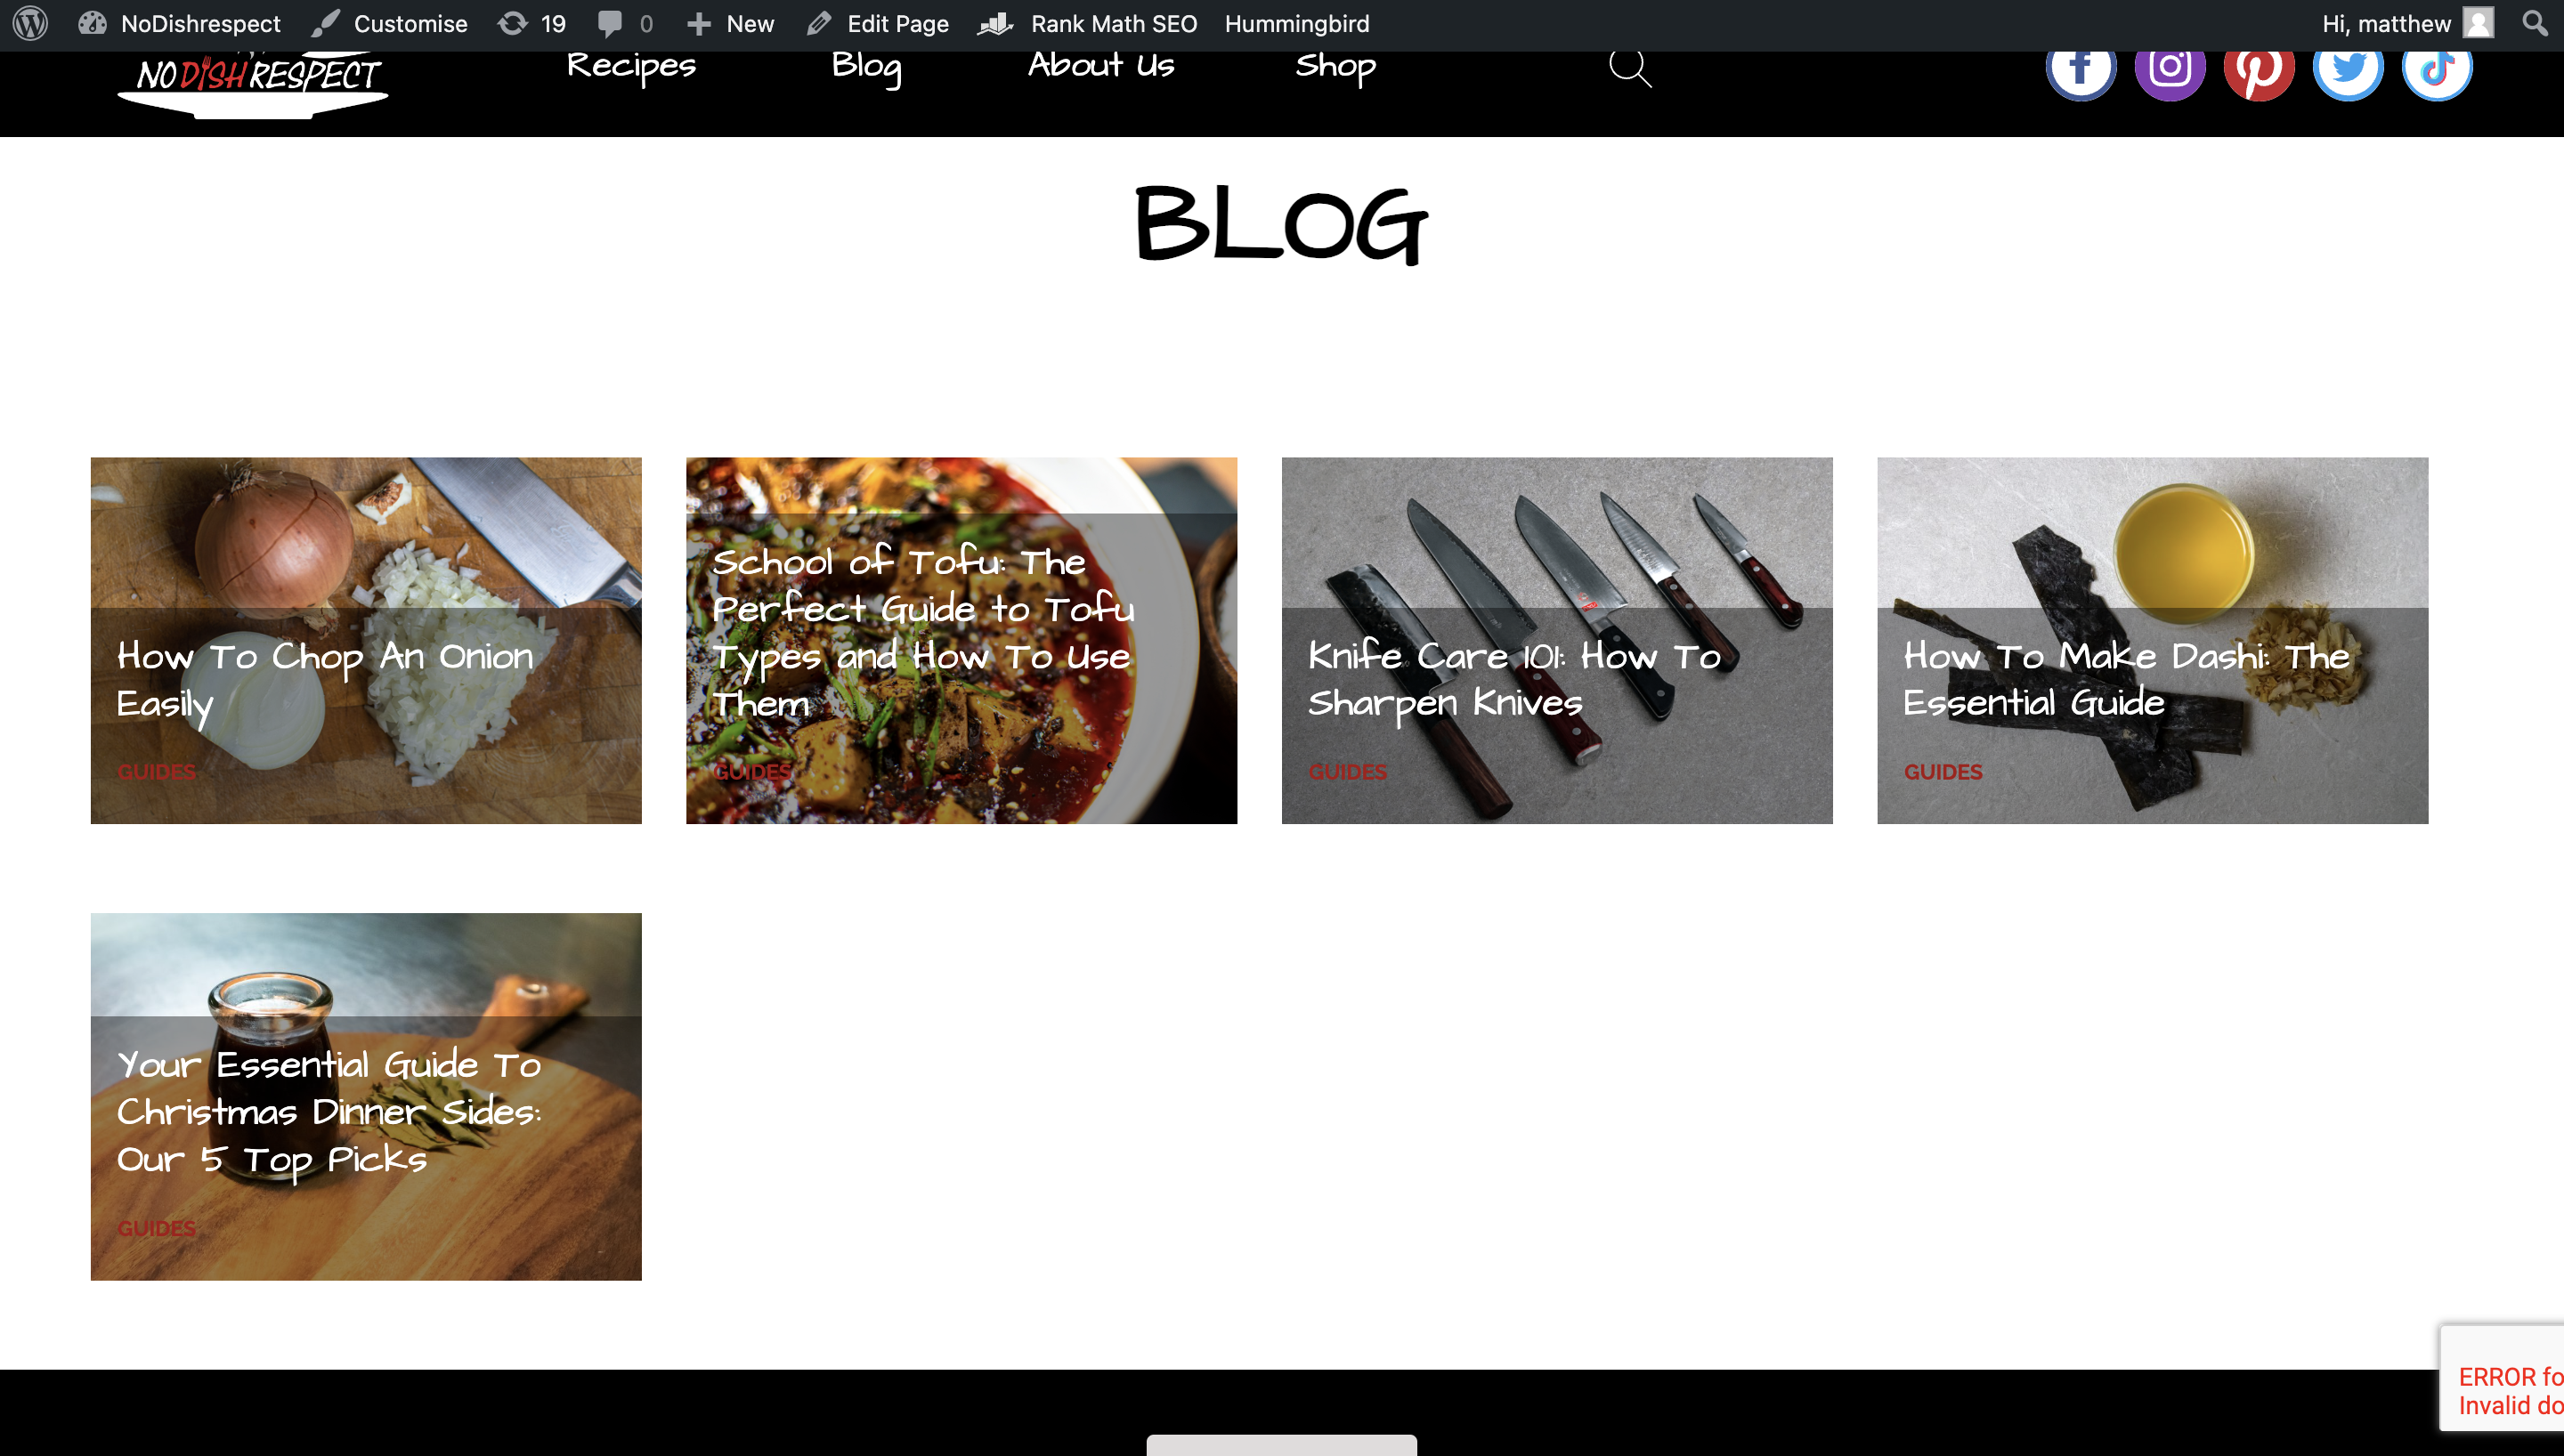 NoDishrespect Customise 19 0 New Edit Page Rank Math SEO Hummingbird Hi, matthew
NO DISH RESPECT Recipes Blog About Us Shop
BLOG
How To Chop An Onion
Easily
GUIDES
School of Tofu: The
Perfect Guide to Tofu
Types and How To Use
Them
GUIDES
Knife Care 101: How To
Sharpen Knives
GUIDES
How To Make Dashi: The
Essential Guide
GUIDES
Your Essential Guide To
Christmas Dinner Sides:
Our 5 Top Picks
GUIDES
ERROR fo
Invalid do